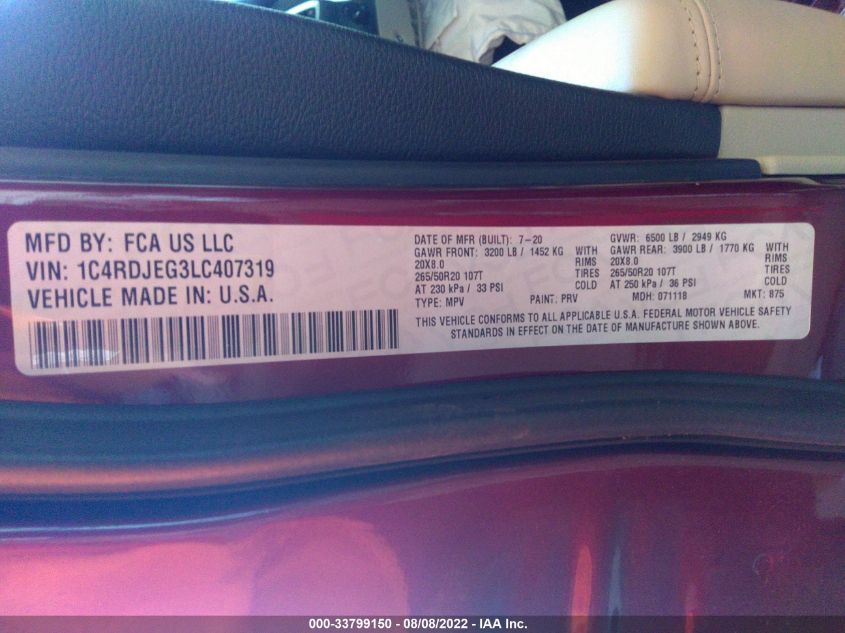 MFD BY: FCA US LLC
VIN: 1C4RDJEG3LC407319
VEHICLE MADE IN: U.S.A.
DATE OF MFR (BUILT): 7-20
GAWR FRONT: 3200 LB / 1452 KG WITH
20X8.0 RIMS
265/50R20 107T TIRES
AT 230 kPa / 33 PSI COLD
TYPE: MPV PAINT: PRV
GVWR: 6500 LB / 2949 KG
GAWR REAR: 3900 LB / 1770 KG WITH
20X8.0 RIMS
265/50R20 107T TIRES
AT 250 kPa / 36 PSI COLD
MDH: 071118 MKT: 875
THIS VEHICLE CONFORMS TO ALL APPLICABLE U.S.A. FEDERAL MOTOR VEHICLE SAFETY
STANDARDS IN EFFECT ON THE DATE OF MANUFACTURE SHOWN ABOVE.
000-33799150 - 08/08/2022 - IAA Inc.